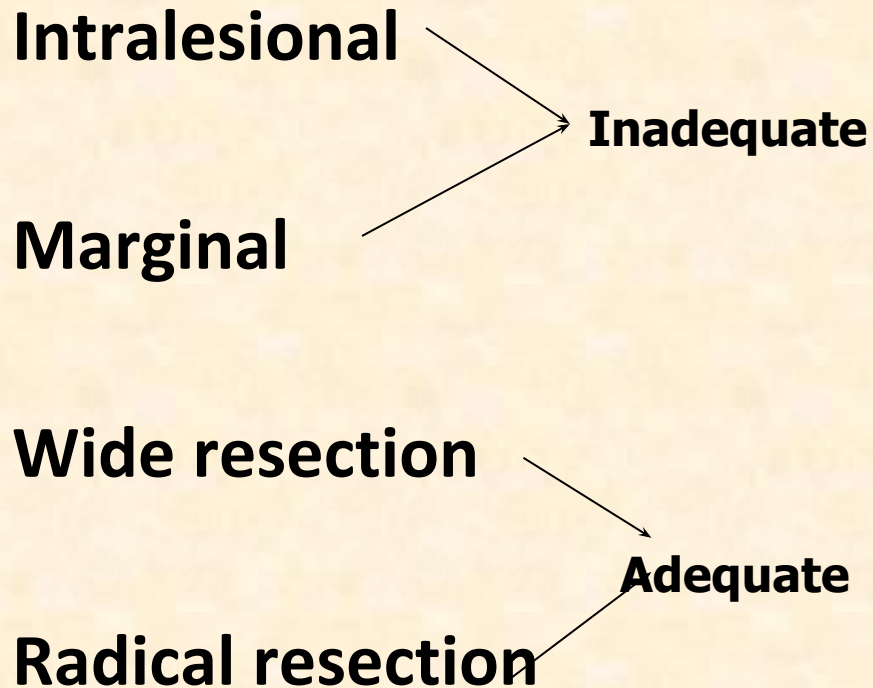 Intralesional
Inadequate
Marginal
Wide resection
Adequate
Radical resection